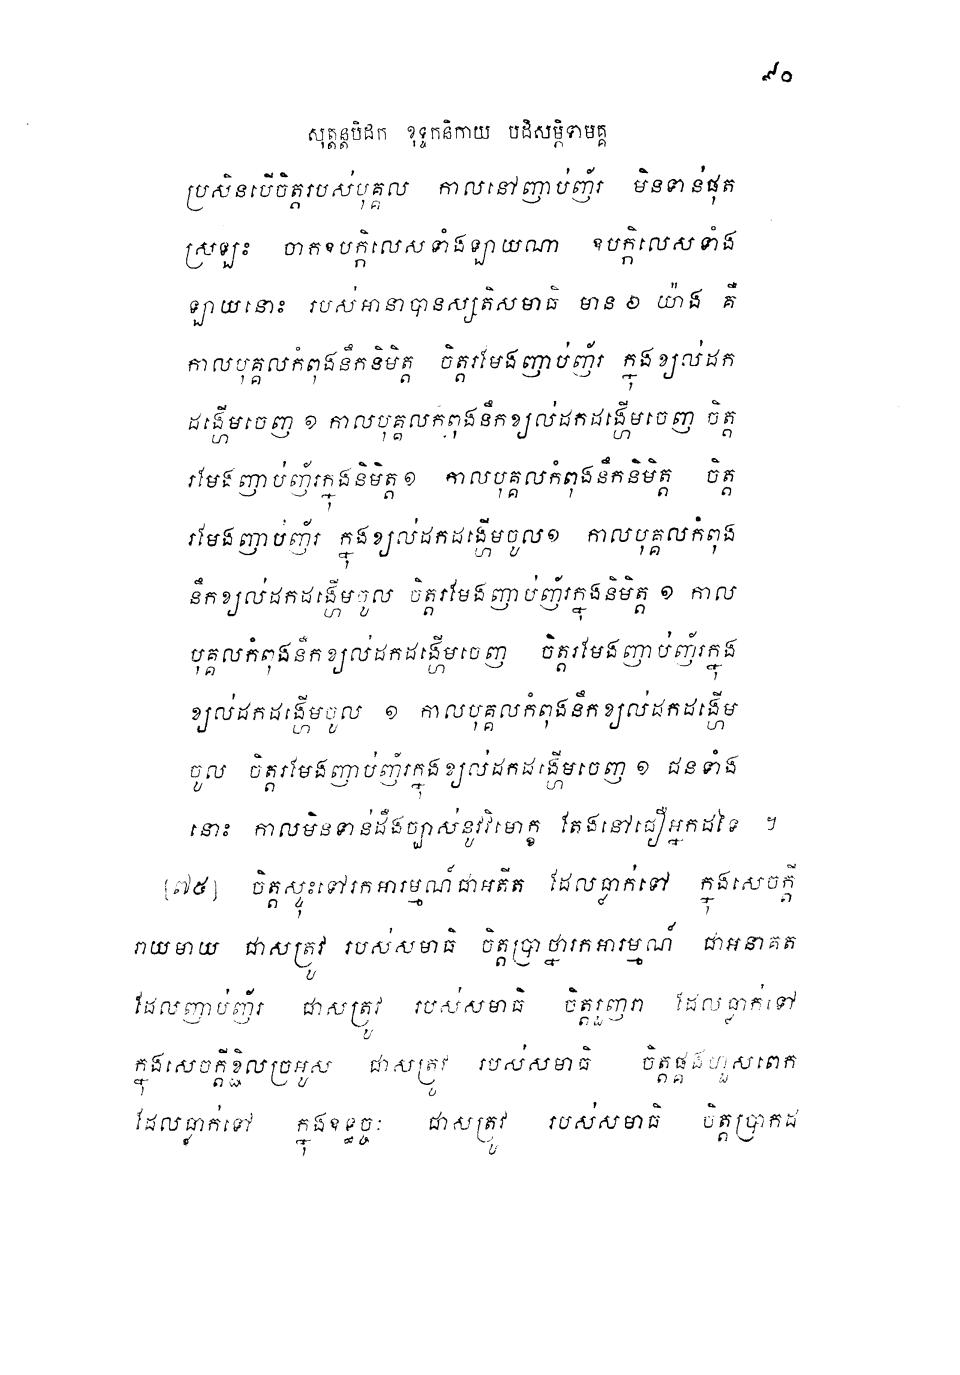 ៩០
សុត្តន្តបិដក ខុទ្ទកនិកាយ បដិសម្ភិទាមគ្គ
ប្រសិនបើចិត្តរបស់បុគ្គល កាលនៅញាប់ញ័រ មិនទាន់ផុត
ស្រឡះ ចាកឧបក្កិលេសទាំងឡាយណា ឧបក្កិលេសទាំង
ឡាយនោះ របស់អានាបានស្សតិសមាធិ មាន ៦ យ៉ាង គឺ
កាលបុគ្គលកំពុងនឹកនិមិត្ត ចិត្តរមែងញាប់ញ័រ ក្នុងខ្យល់ដក
ដង្ហើមចេញ ១ កាលបុគ្គលកំពុងនឹកខ្យល់ដកដង្ហើមចេញ ចិត្ត
រមែងញាប់ញ័រក្នុងនិមិត្ត ១ កាលបុគ្គលកំពុងនឹកនិមិត្ត ចិត្ត
រមែងញាប់ញ័រ ក្នុងខ្យល់ដកដង្ហើមចូល ១ កាលបុគ្គលកំពុង
នឹកខ្យល់ដកដង្ហើមចូល ចិត្តរមែងញាប់ញ័រក្នុងនិមិត្ត ១ កាល
បុគ្គលកំពុងនឹកខ្យល់ដកដង្ហើមចេញ ចិត្តរមែងញាប់ញ័រក្នុង
ខ្យល់ដកដង្ហើមចូល ១ កាលបុគ្គលកំពុងនឹកខ្យល់ដកដង្ហើម
ចូល ចិត្តរមែងញាប់ញ័រក្នុងខ្យល់ដកដង្ហើមចេញ ១ ជនទាំង
នោះ កាលមិនទាន់ដឹងច្បាស់នូវវិមោក្ខ តែងនៅជឿអ្នកដទៃ ។
[៧៥] ចិត្តស្ទុះទៅរកអារម្មណ៍ជាអតីត ដែលធ្លាក់ទៅ ក្នុងសេចក្តី
រាយមាយ ជាសត្រូវ របស់សមាធិ ចិត្តប្រាថ្នារកអារម្មណ៍ ជាអនាគត
ដែលញាប់ញ័រ ជាសត្រូវ របស់សមាធិ ចិត្តរួញរា ដែលធ្លាក់ទៅ
ក្នុងសេចក្តីខ្ជិលច្រអូស ជាសត្រូវ របស់សមាធិ ចិត្តផ្គងហួសពេក
ដែលធ្លាក់ទៅ ក្នុងឧទ្ធច្ចៈ ជាសត្រូវ របស់សមាធិ ចិត្តប្រាកដ